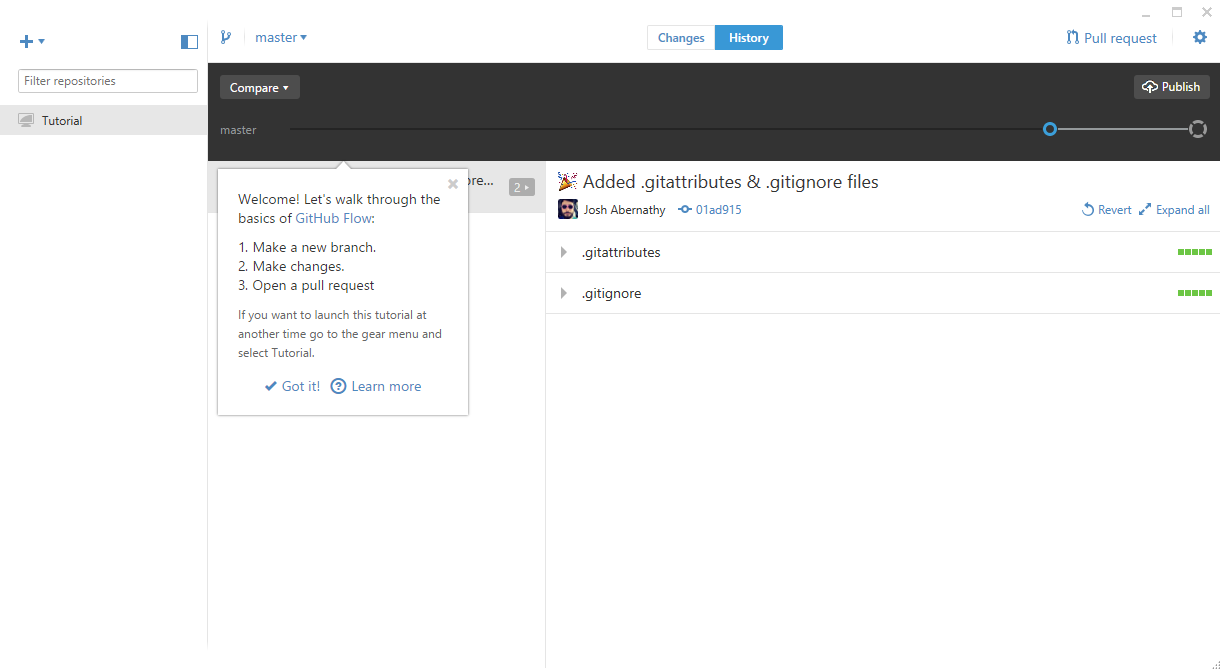 master
Changes
History
Pull request
Filter repositories
Compare
Publish
Tutorial
master
ore...
2
Added .gitattributes & .gitignore files
Josh Abernathy
01ad915
Revert
Expand all
.gitattributes
.gitignore
Welcome! Let's walk through the
basics of GitHub Flow:
1. Make a new branch.
2. Make changes.
3. Open a pull request
If you want to launch this tutorial at
another time go to the gear menu and
select Tutorial.
Got it!
Learn more